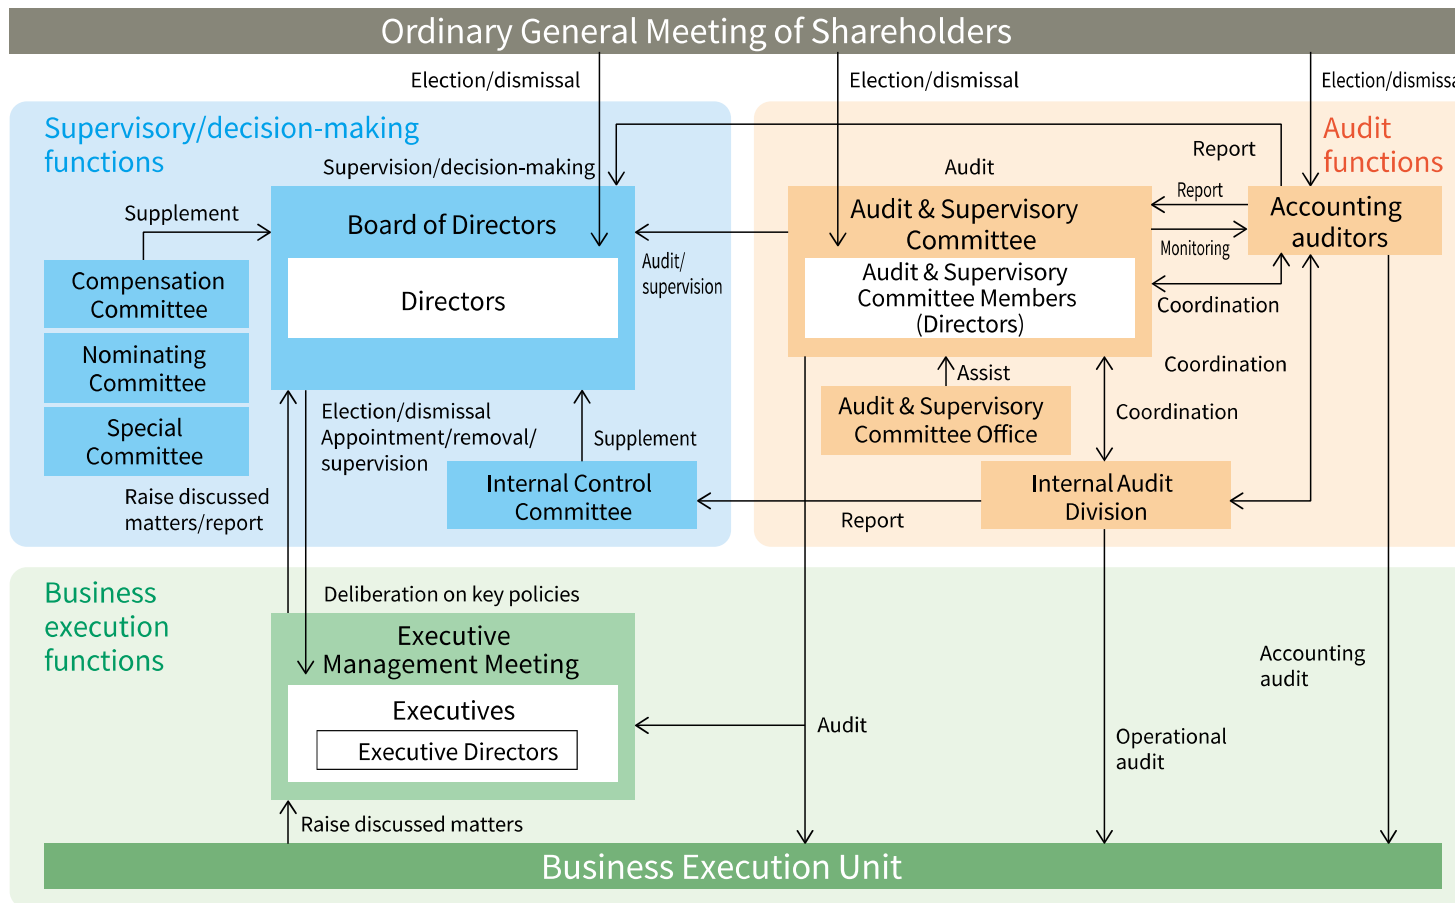 Ordinary General Meeting of Shareholders
Election/dismissal
Election/dismissal
Election/dismissa
Supervisory/decision-making
functions
Audit
functions
Supervision/decision-making
Audit
Report
Supplement
Board of Directors
Directors
Audit/
supervision
Audit & Supervisory
Committee
Audit & Supervisory
Committee Members
(Directors)
Report
Monitoring
Accounting
auditors
Coordination
Compensation
Committee
Nominating
Committee
Special
Committee
Coordination
Assist
Audit & Supervisory
Committee Office
Coordination
Election/dismissal
Appointment/removal/
supervision
Supplement
Raise discussed
matters/report
Internal Control
Committee
Report
Internal Audit
Division
Business
execution
functions
Deliberation on key policies
Executive
Management Meeting
Executives
Executive Directors
Audit
Operational
audit
Accounting
audit
Raise discussed matters
Business Execution Unit